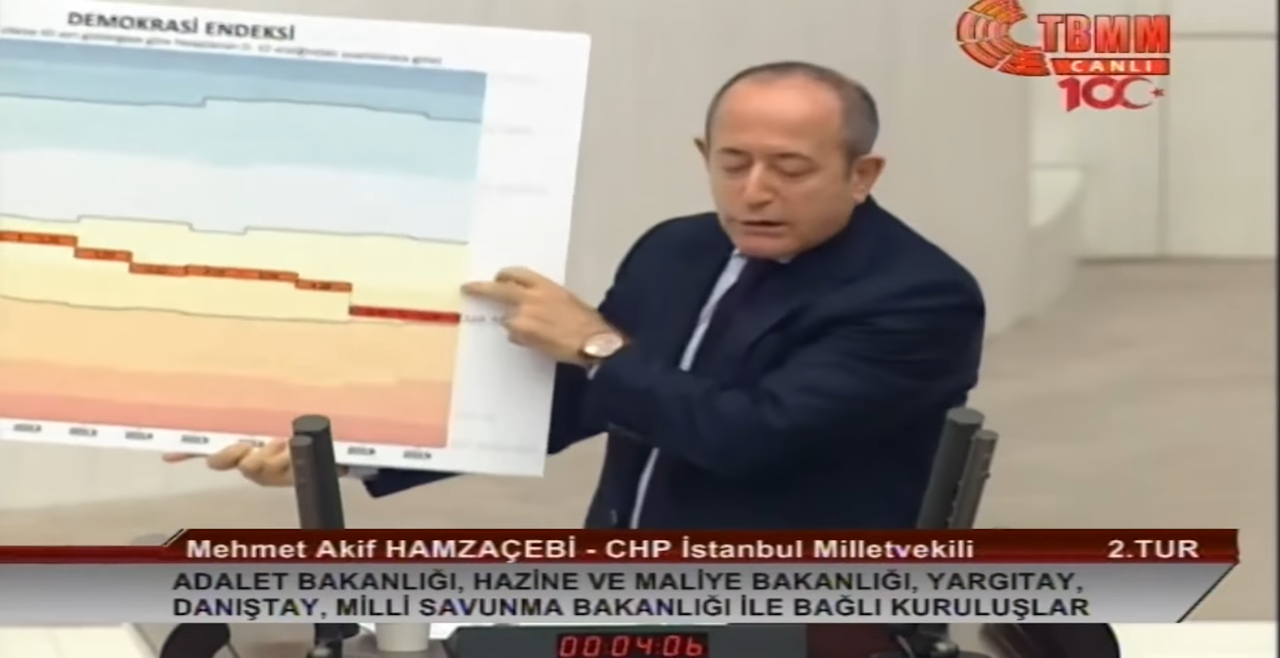 DEMOKRASİ ENDEKSİ
TBMM
CANLI
100
Mehmet Akif HAMZAÇEBİ - CHP İstanbul Milletvekili
2.TUR
ADALET BAKANLIĞI, HAZİNE VE MALİYE BAKANLIĞI, YARGITAY,
DANIŞTAY, MİLLİ SAVUNMA BAKANLIĞI İLE BAĞLI KURULUŞLAR
00:04:06